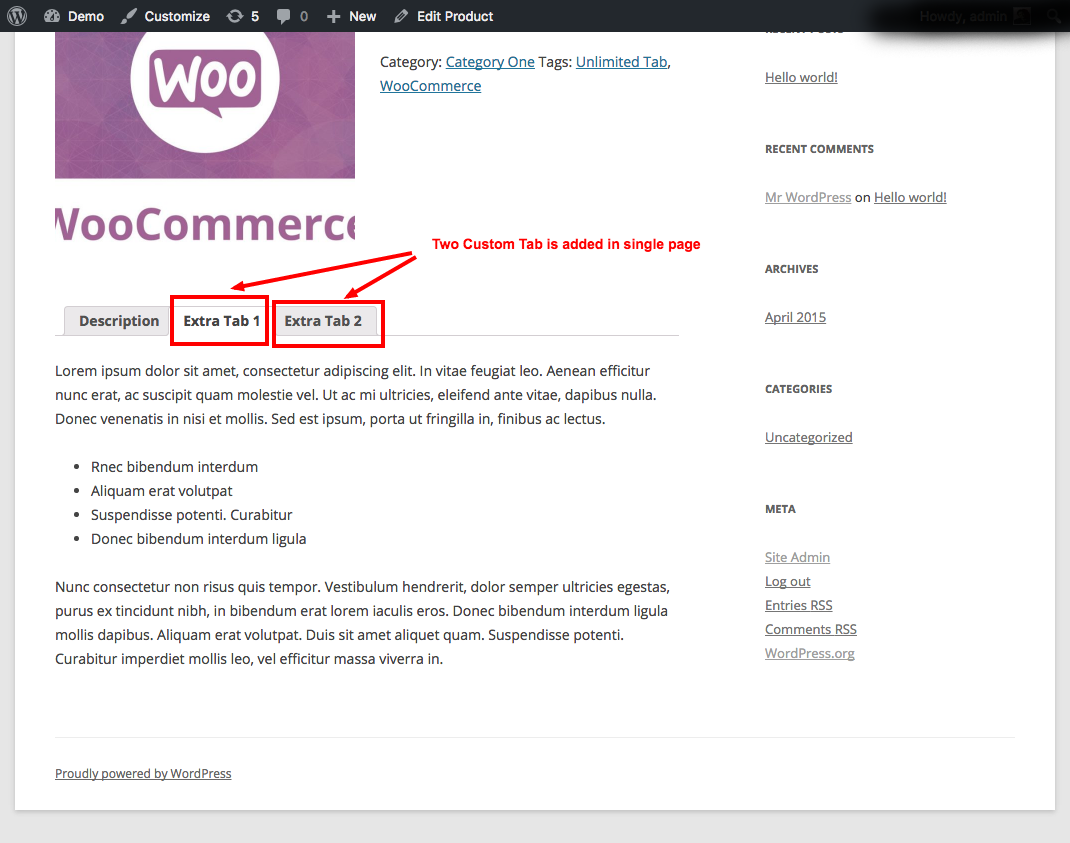 Demo Customize 5 0 New Edit Product Howdy, admin
WOO
WooCommerce
Category: Category One Tags: Unlimited Tab,
WooCommerce
Two Custom Tab is added in single page
Description Extra Tab 1 Extra Tab 2
Lorem ipsum dolor sit amet, consectetur adipiscing elit. In vitae feugiat leo. Aenean efficitur
nunc erat, ac suscipit quam molestie vel. Ut ac mi ultricies, eleifend ante vitae, dapibus nulla.
Donec venenatis in nisi et mollis. Sed est ipsum, porta ut fringilla in, finibus ac lectus.
Rnec bibendum interdum
Aliquam erat volutpat
Suspendisse potenti. Curabitur
Donec bibendum interdum ligula
Nunc consectetur non risus quis tempor. Vestibulum hendrerit, dolor semper ultricies egestas,
purus ex tincidunt nibh, in bibendum erat lorem iaculis eros. Donec bibendum interdum ligula
mollis dapibus. Aliquam erat volutpat. Duis sit amet aliquet quam. Suspendisse potenti.
Curabitur imperdiet mollis leo, vel efficitur massa viverra in.
RECENT POSTS
Hello world!
RECENT COMMENTS
Mr WordPress on Hello world!
ARCHIVES
April 2015
CATEGORIES
Uncategorized
META
Site Admin
Log out
Entries RSS
Comments RSS
WordPress.org
Proudly powered by WordPress